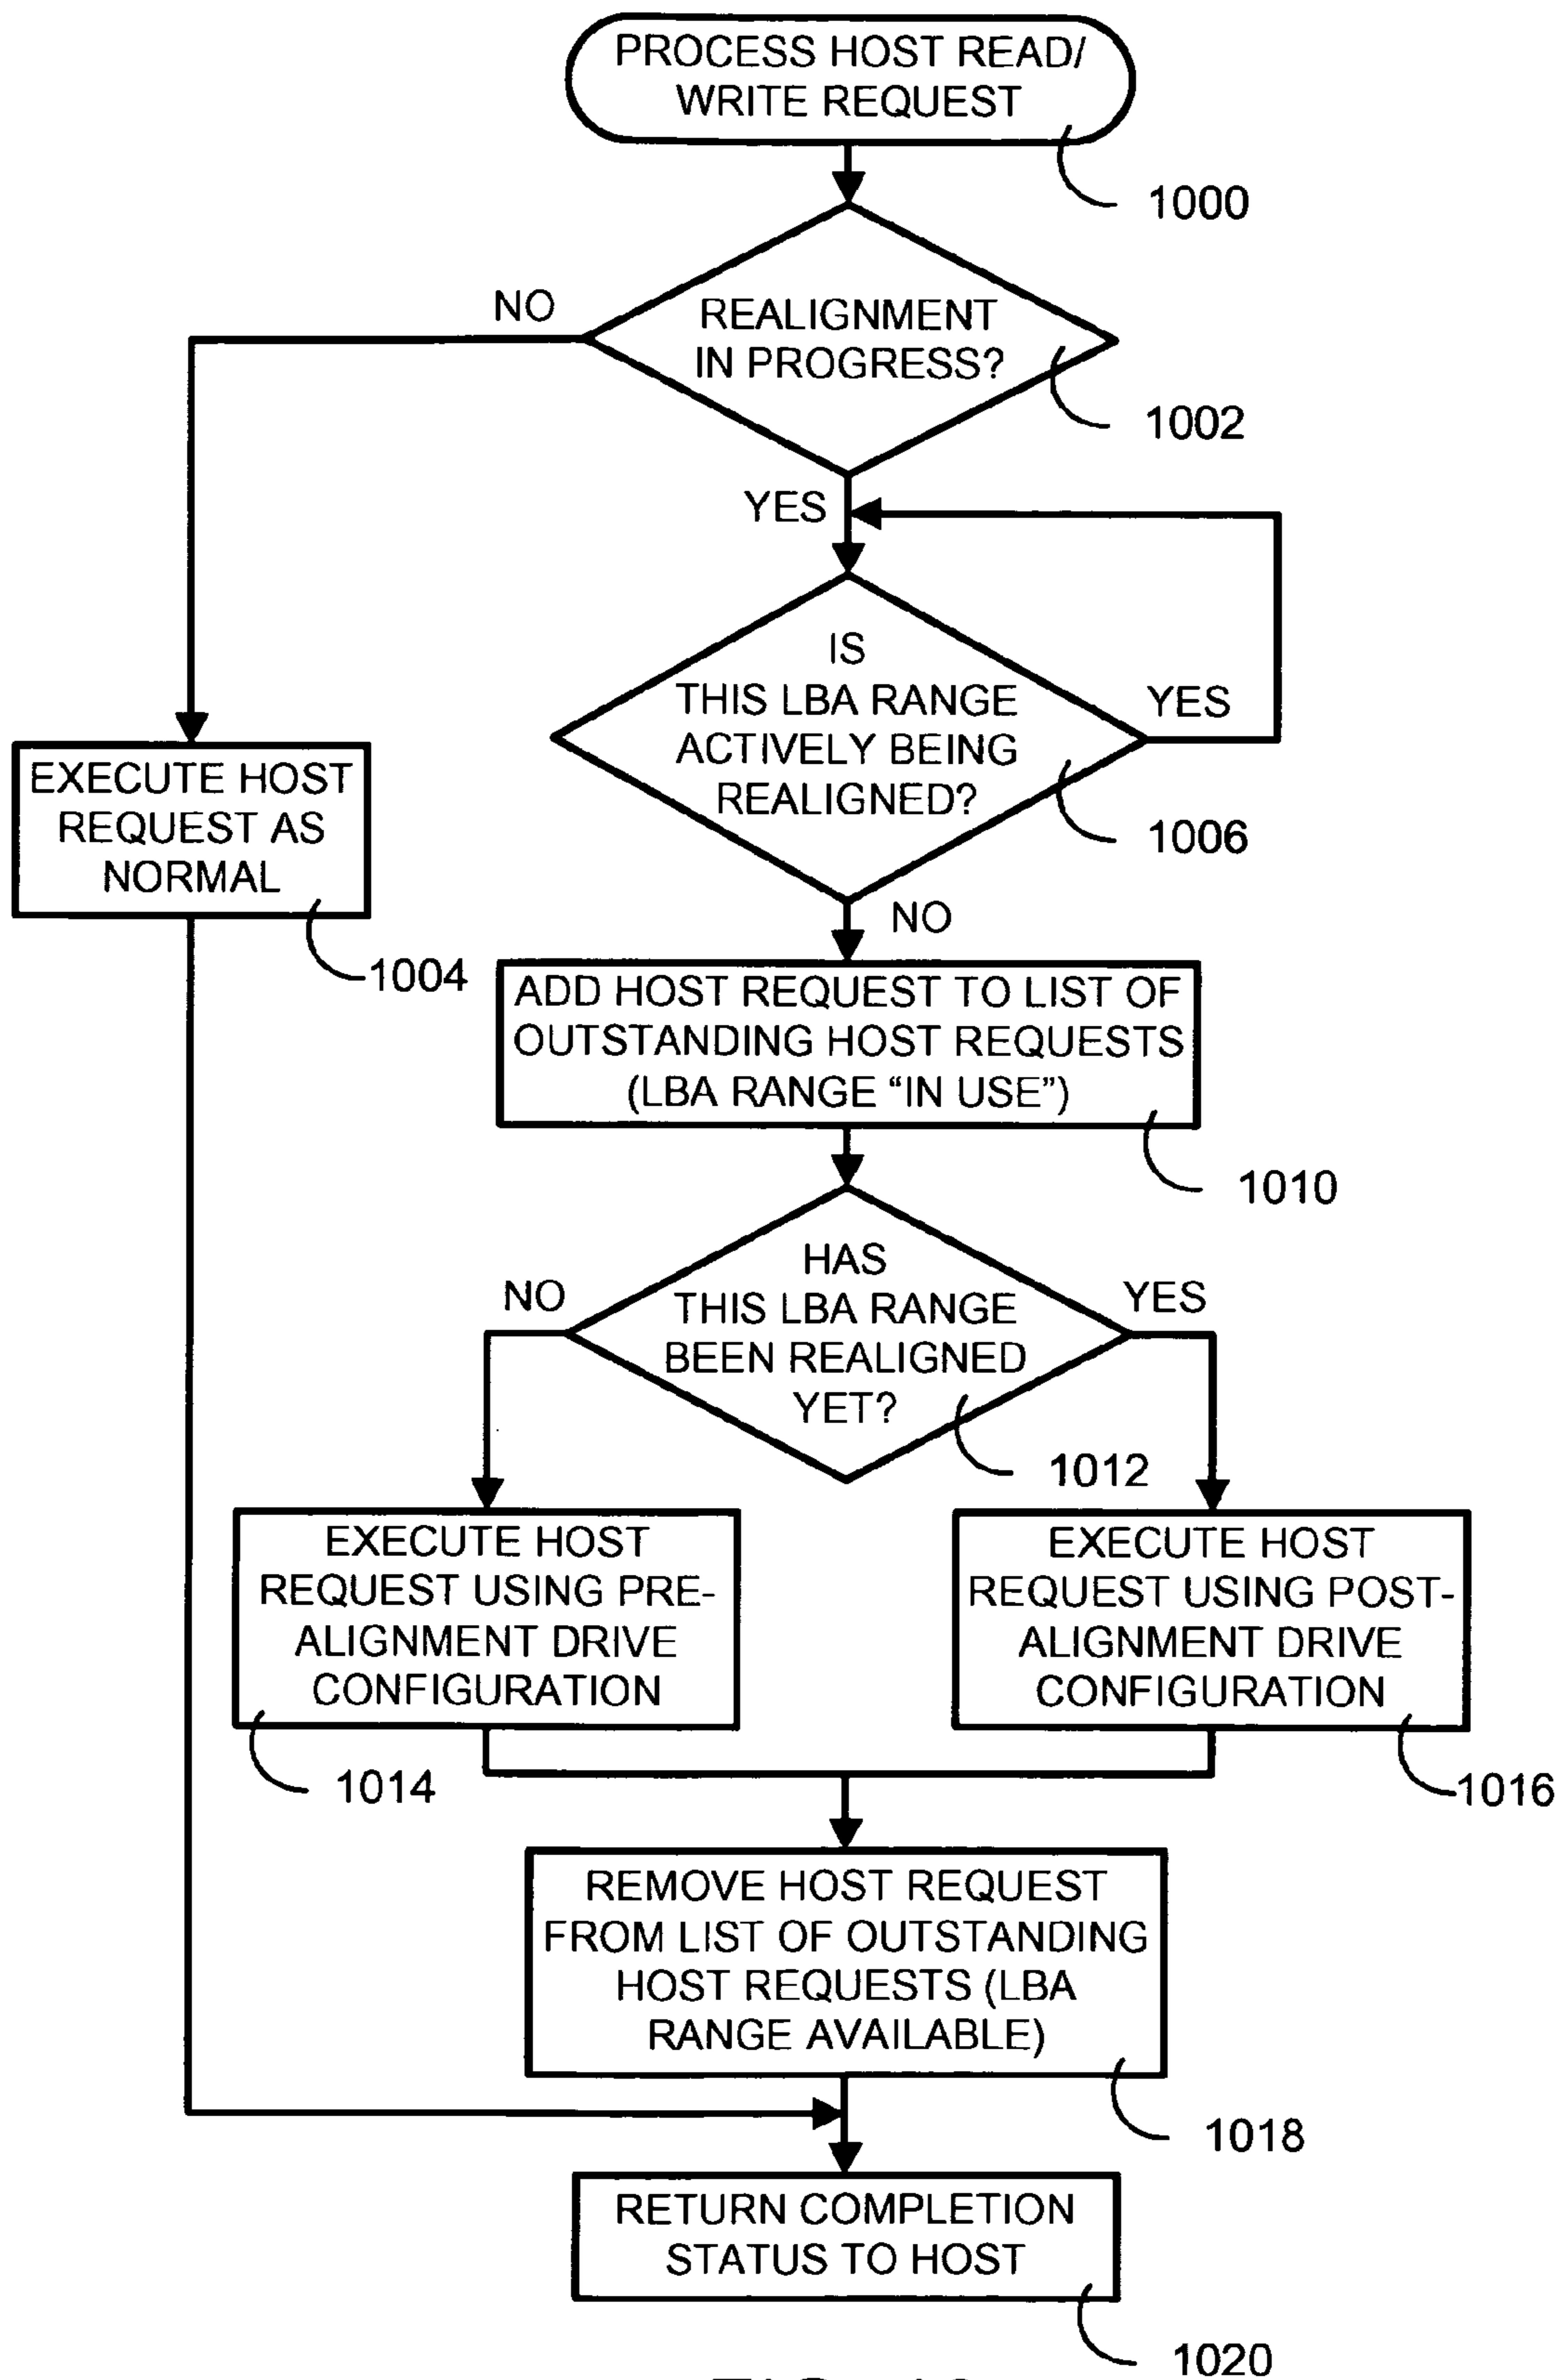 PROCESS HOST READ/
WRITE REQUEST
1000
NO
REALIGNMENT
IN PROGRESS?
1002
YES
IS
THIS LBA RANGE
ACTIVELY BEING
REALIGNED?
YES
1006
EXECUTE HOST
REQUEST AS
NORMAL
1004
NO
ADD HOST REQUEST TO LIST OF
OUTSTANDING HOST REQUESTS
(LBA RANGE “IN USE”)
1010
HAS
THIS LBA RANGE
BEEN REALIGNED
YET?
NO
YES
1012
EXECUTE HOST
REQUEST USING PRE-
ALIGNMENT DRIVE
CONFIGURATION
1014
EXECUTE HOST
REQUEST USING POST-
ALIGNMENT DRIVE
CONFIGURATION
1016
REMOVE HOST REQUEST
FROM LIST OF OUTSTANDING
HOST REQUESTS (LBA
RANGE AVAILABLE)
1018
RETURN COMPLETION
STATUS TO HOST
1020